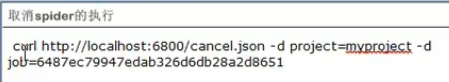 取消spider的执行
curl http://localhost:6800/cancel.json -d project=myproject -d
job=6487ec79947edab326d6db28a2d8651